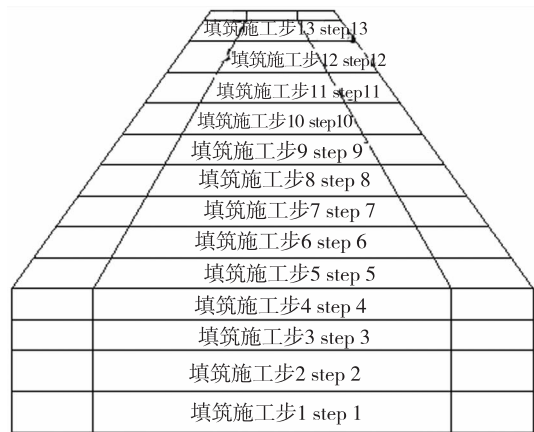 填筑施工步13 step13
填筑施工步12 step12
填筑施工步11 step11
填筑施工步10 step10
填筑施工步9 step 9
填筑施工步8 step 8
填筑施工步7 step 7
填筑施工步6 step 6
填筑施工步5 step 5
填筑施工步4 step 4
填筑施工步3 step 3
填筑施工步2 step 2
填筑施工步1 step 1